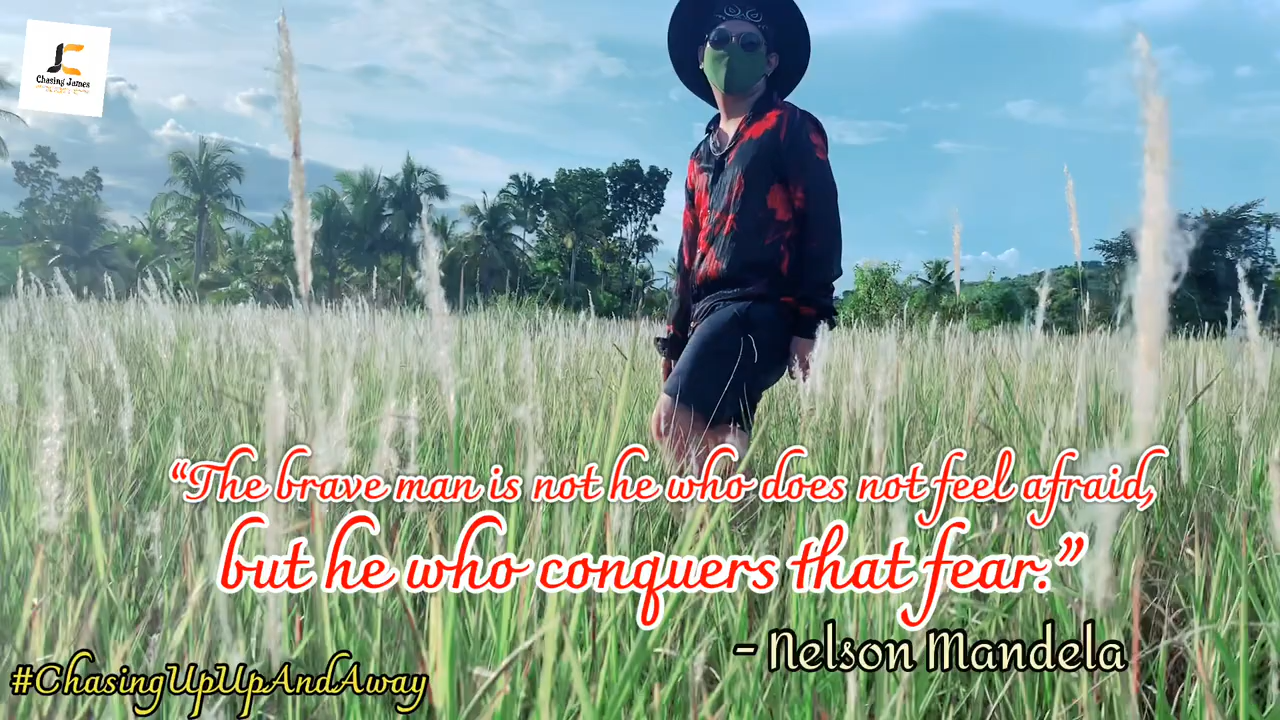 Chasing James
“The brave man is not he who does not feel afraid,
but he who conquers that fear.”
- Nelson Mandela
#ChasingUpUpAndAway